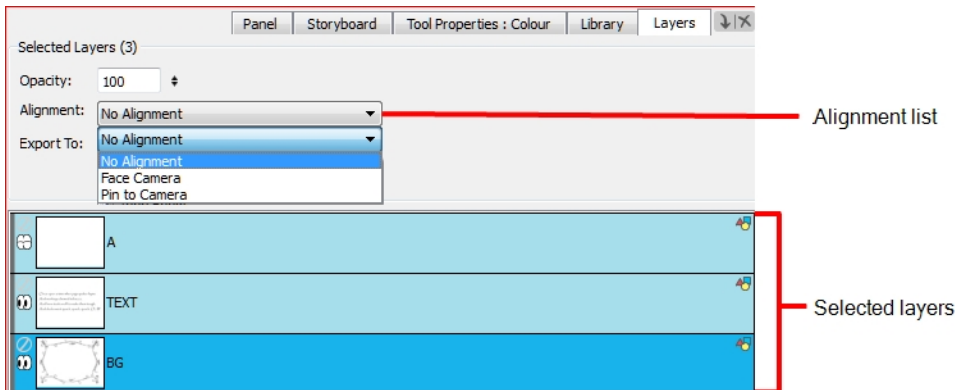 Panel Storyboard Tool Properties : Colour Library Layers
Selected Layers (3)
Opacity: 100
Alignment: No Alignment
Alignment list
Export To: No Alignment
No Alignment
Face Camera
Pin to Camera
A
TEXT
Selected layers
BG